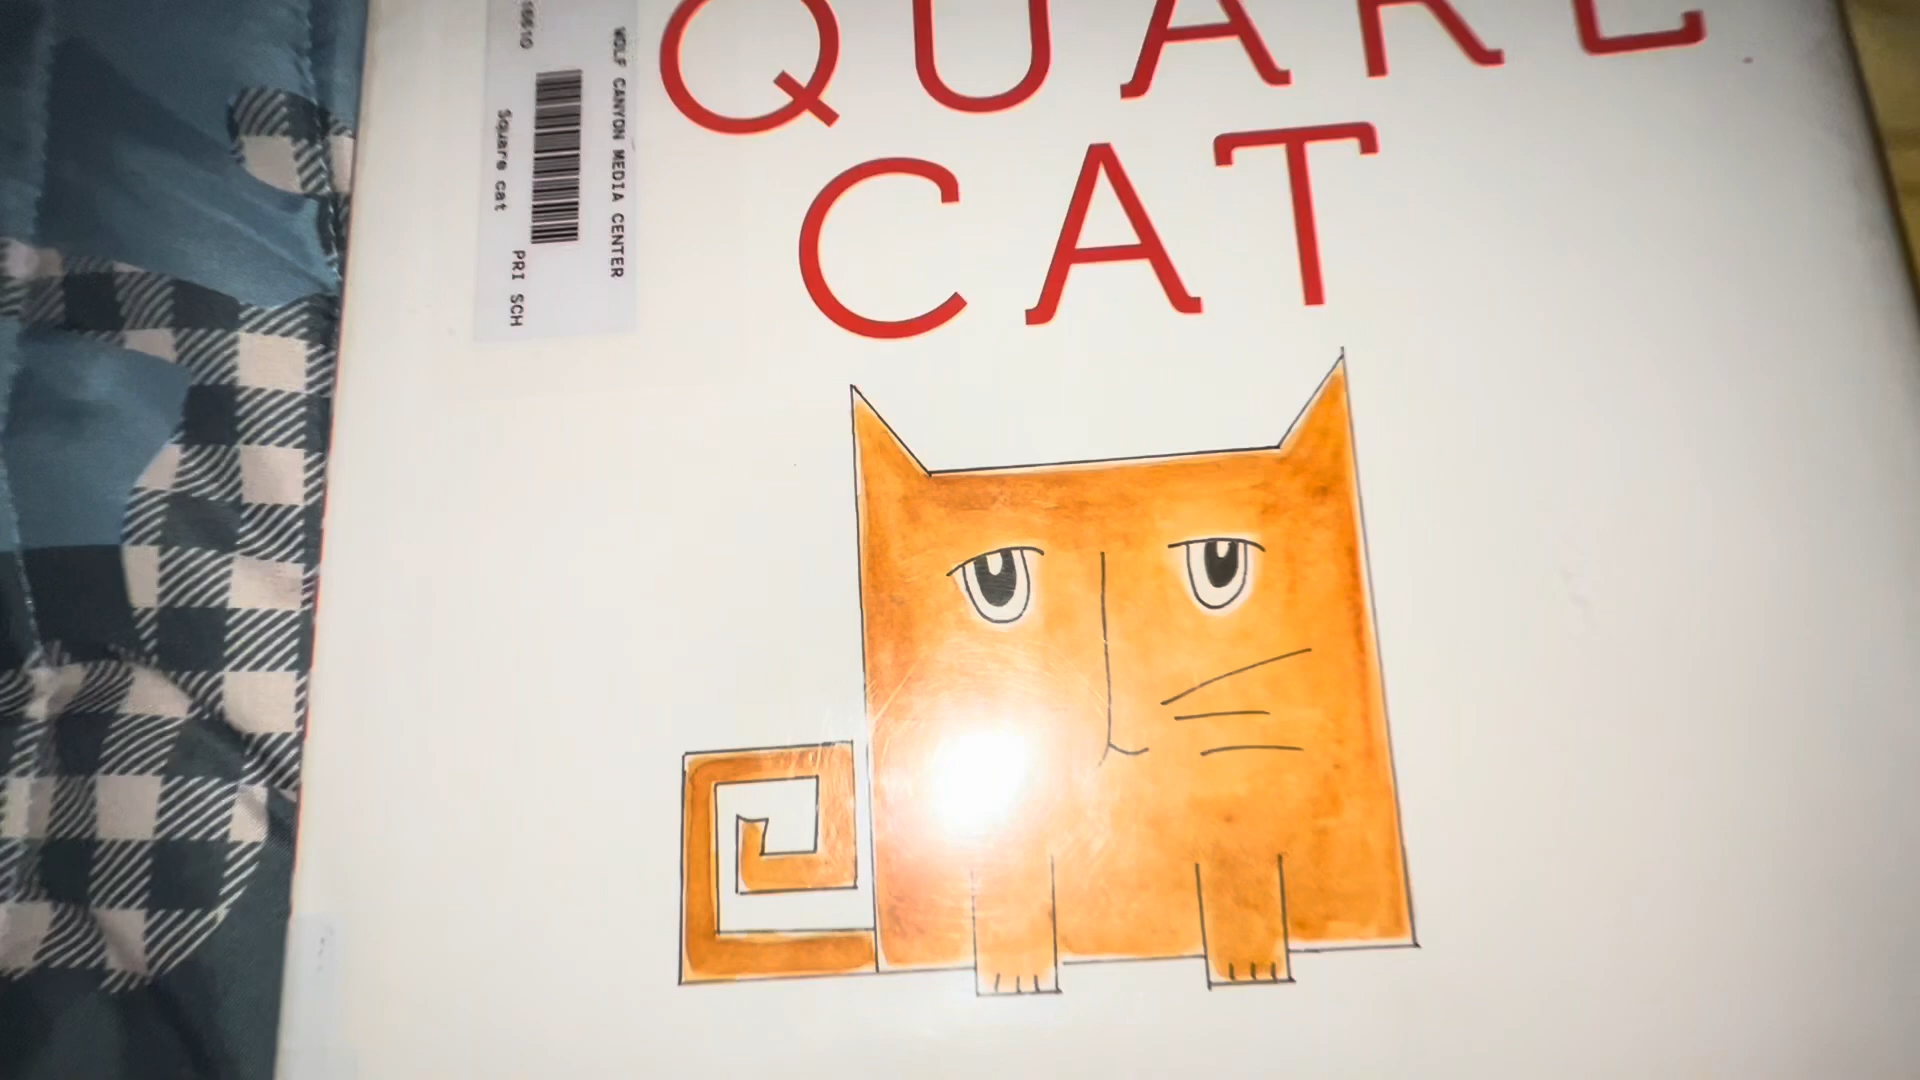 QUARE
CAT
WOLF CANYON MEDIA CENTER
Square cat
PRI SCH